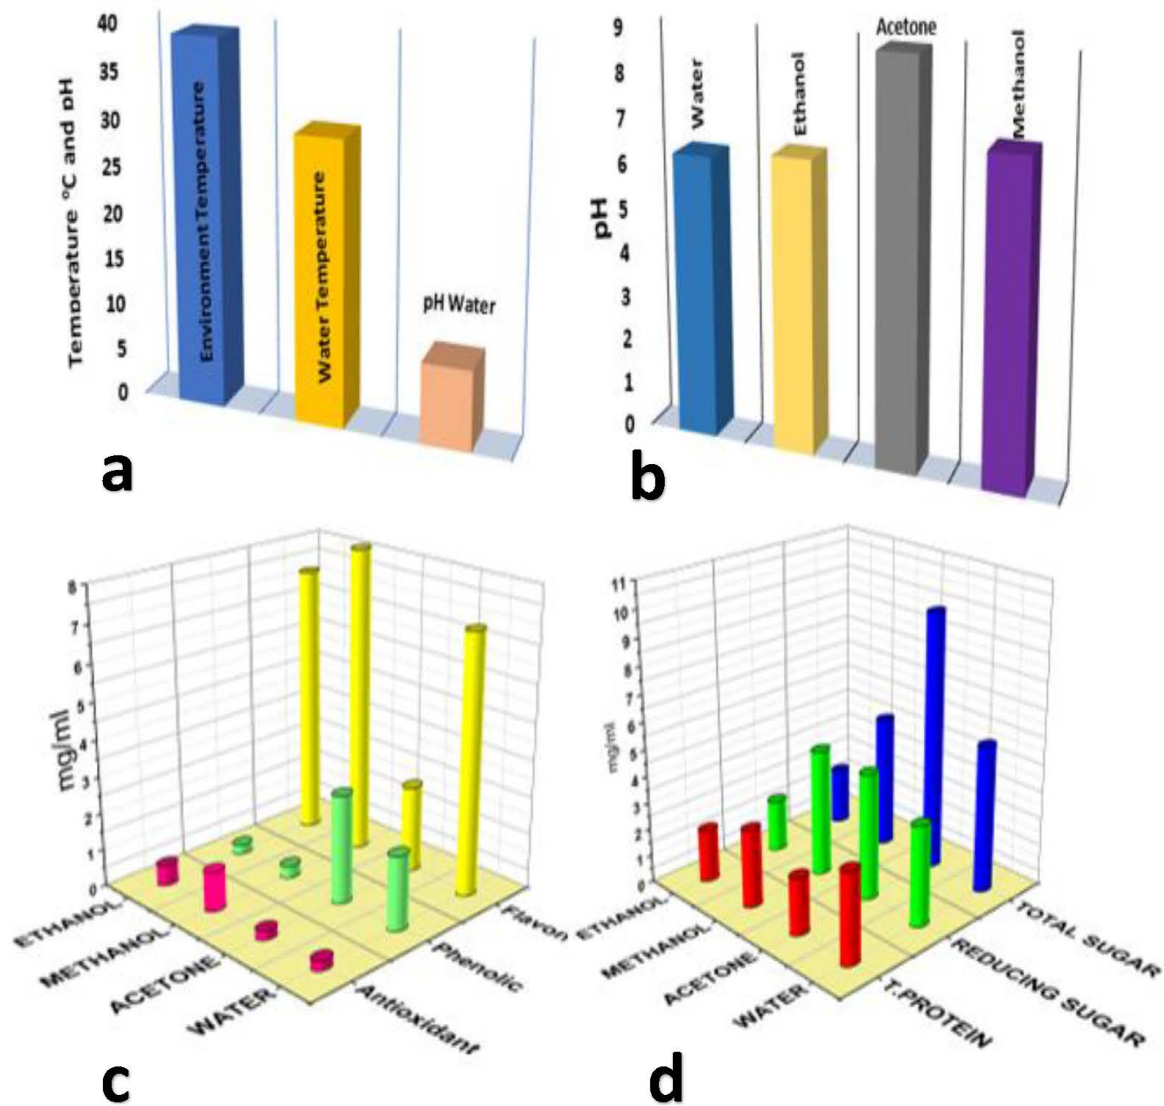 40
35
30
25
20
15
10
5
0
Temperature °C and pH
Environment Temperature
Water Temperature
pH Water
a
9
8
7
6
5
4
3
2
1
0
pH
Water
Ethanol
Acetone
Methanol
b
8
7
6
5
4
3
2
1
0
mg/ml
ETHANOL
METHANOL
ACETONE
WATER
Flavon
Phenolic
Antioxidant
c
11
10
9
8
7
6
5
4
3
2
1
0
mg/ml
ETHANOL
METHANOL
ACETONE
WATER
TOTAL SUGAR
REDUCING SUGAR
T.PROTEIN
d